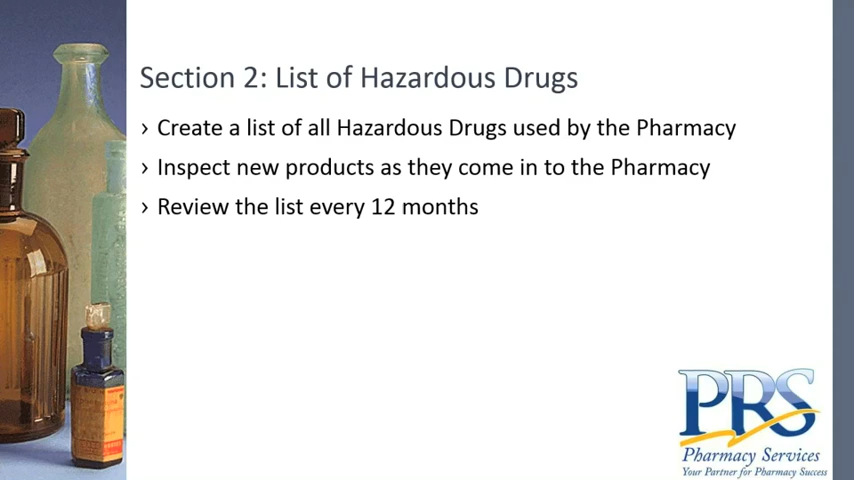 Section 2: List of Hazardous Drugs
› Create a list of all Hazardous Drugs used by the Pharmacy
› Inspect new products as they come in to the Pharmacy
› Review the list every 12 months
PRS
Pharmacy Services
Your Partner for Pharmacy Success